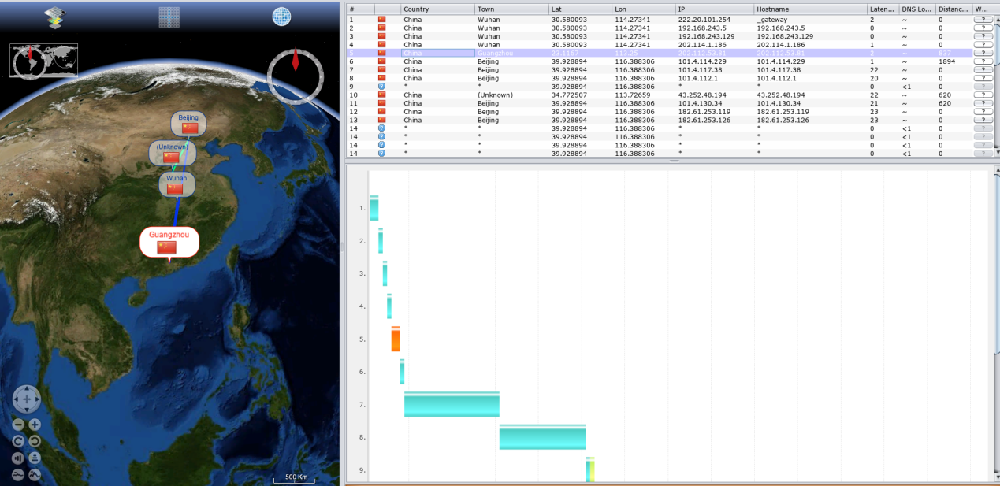 Beijing
(Unknown)
Wuhan
Guangzhou
500 Km
# Country Town Lat Lon IP Hostname Laten... DNS Lo... Distanc... W...
1 China Wuhan 30.580093 114.27341 222.20.101.254 _gateway 2 ~ 0 ?
2 China Wuhan 30.580093 114.27341 192.168.243.5 192.168.243.5 0 ~ 0 ?
3 China Wuhan 30.580093 114.27341 192.168.243.129 192.168.243.129 0 ~ 0 ?
4 China Wuhan 30.580093 114.27341 202.114.1.186 202.114.1.186 1 ~ 0 ?
5 China Guangzhou 23.1167 113.25 202.112.53.81 202.112.53.81 2 ~ 837 ?
6 China Beijing 39.928894 116.388306 101.4.114.229 101.4.114.229 1 ~ 1894 ?
7 China Beijing 39.928894 116.388306 101.4.117.38 101.4.117.38 22 ~ 0 ?
8 China Beijing 39.928894 116.388306 101.4.112.1 101.4.112.1 20 ~ 0 ?
9 ? * * 39.928894 116.388306 * * 0 <1 0 ?
10 China (Unknown) 34.772507 113.72659 43.252.48.194 43.252.48.194 22 ~ 620 ?
11 China Beijing 39.928894 116.388306 101.4.130.34 101.4.130.34 21 ~ 620 ?
12 China Beijing 39.928894 116.388306 182.61.253.119 182.61.253.119 23 ~ 0 ?
13 China Beijing 39.928894 116.388306 182.61.253.126 182.61.253.126 23 ~ 0 ?
14 ? * * 39.928894 116.388306 * * 0 <1 0 ?
14 ? * * 39.928894 116.388306 * * 0 <1 0 ?
14 ? * * 39.928894 116.388306 * * 0 <1 0 ?
14 ? * * 39.928894 116.388306 * * 0 <1 0 ?
1.
2.
3.
4.
5.
6.
7.
8.
9.